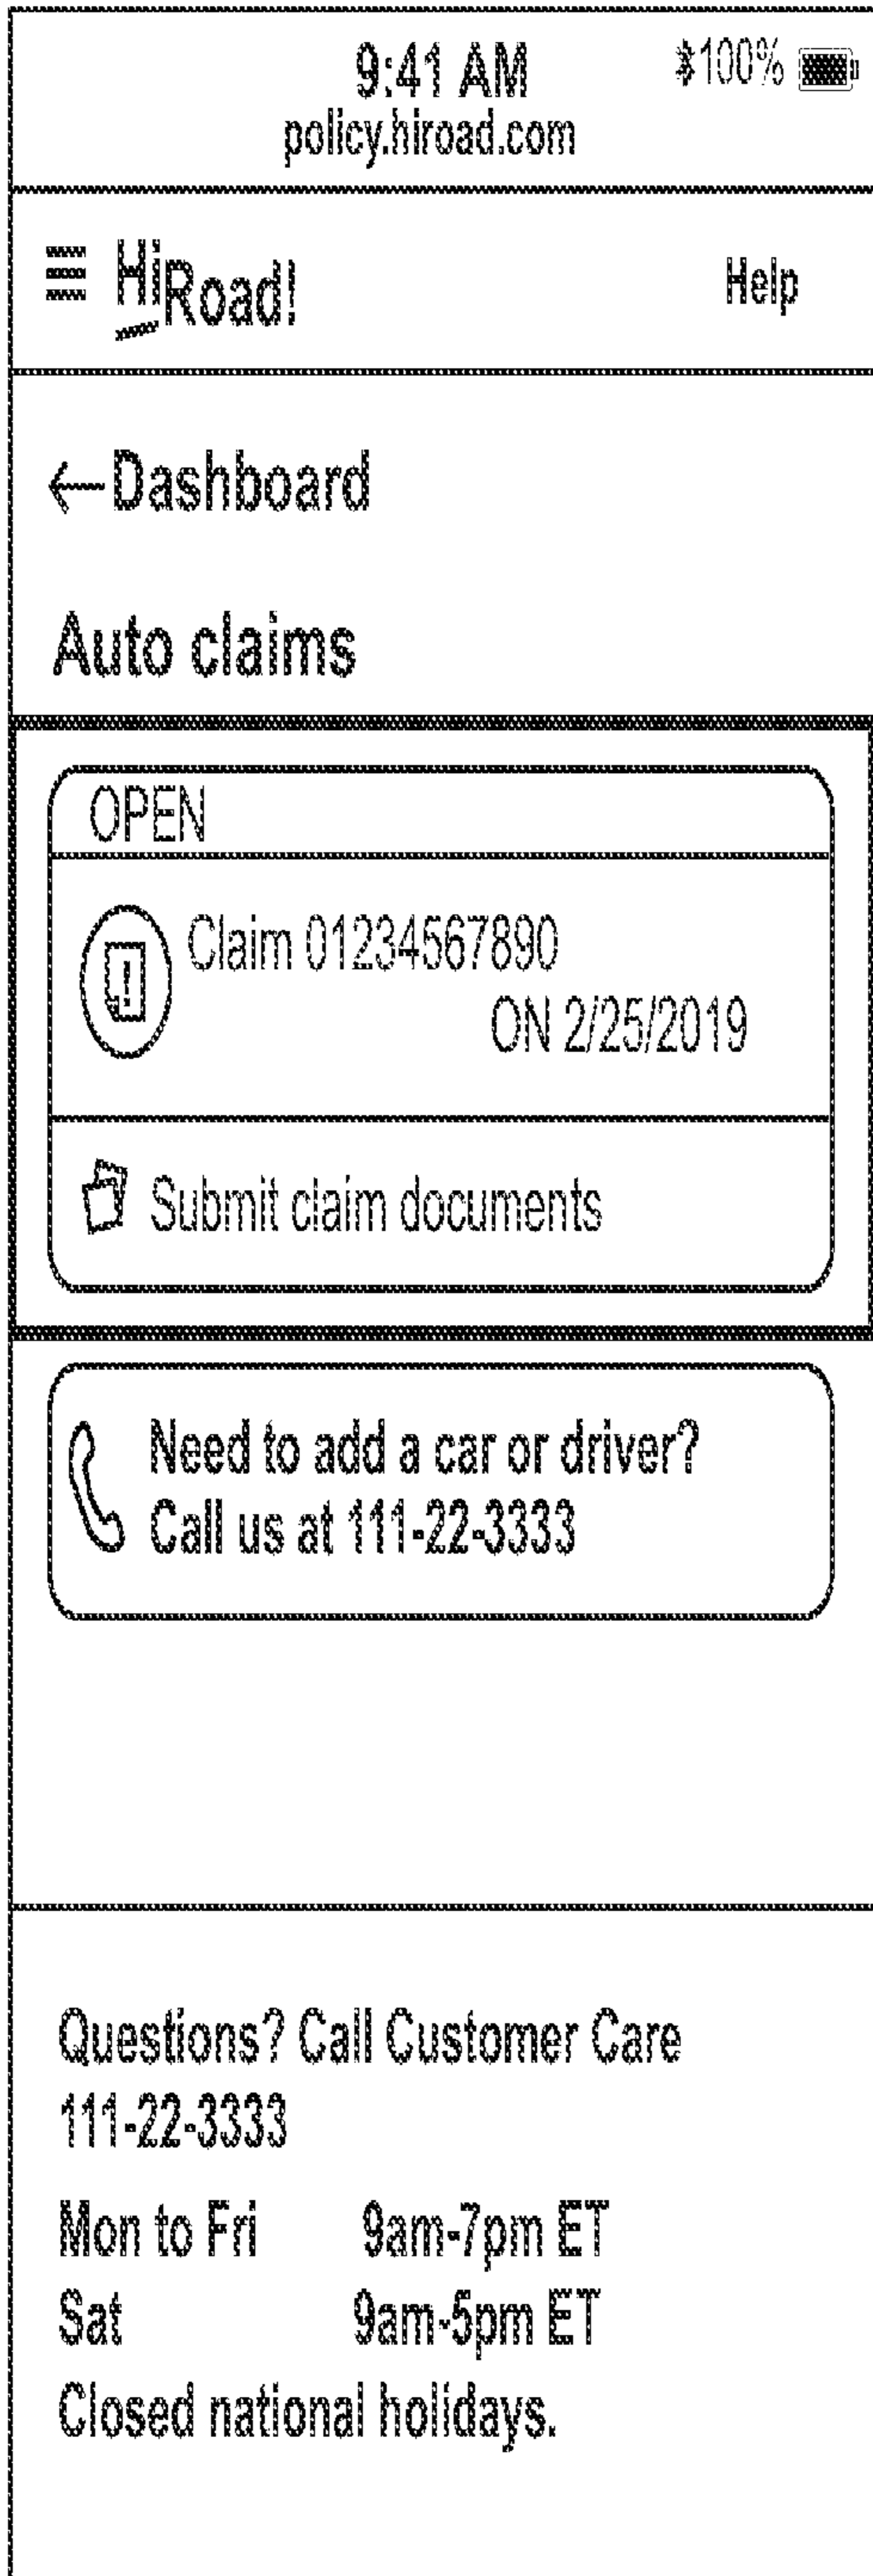 9:41 AM 100%
policy.hiroad.com
HiRoad! Help
←Dashboard
Auto claims
OPEN
Claim 01234567890
ON 2/25/2019
Submit claim documents
Need to add a car or driver?
Call us at 111-22-3333
Questions? Call Customer Care
111-22-3333
Mon to Fri 9am-7pm ET
Sat 9am-5pm ET
Closed national holidays.